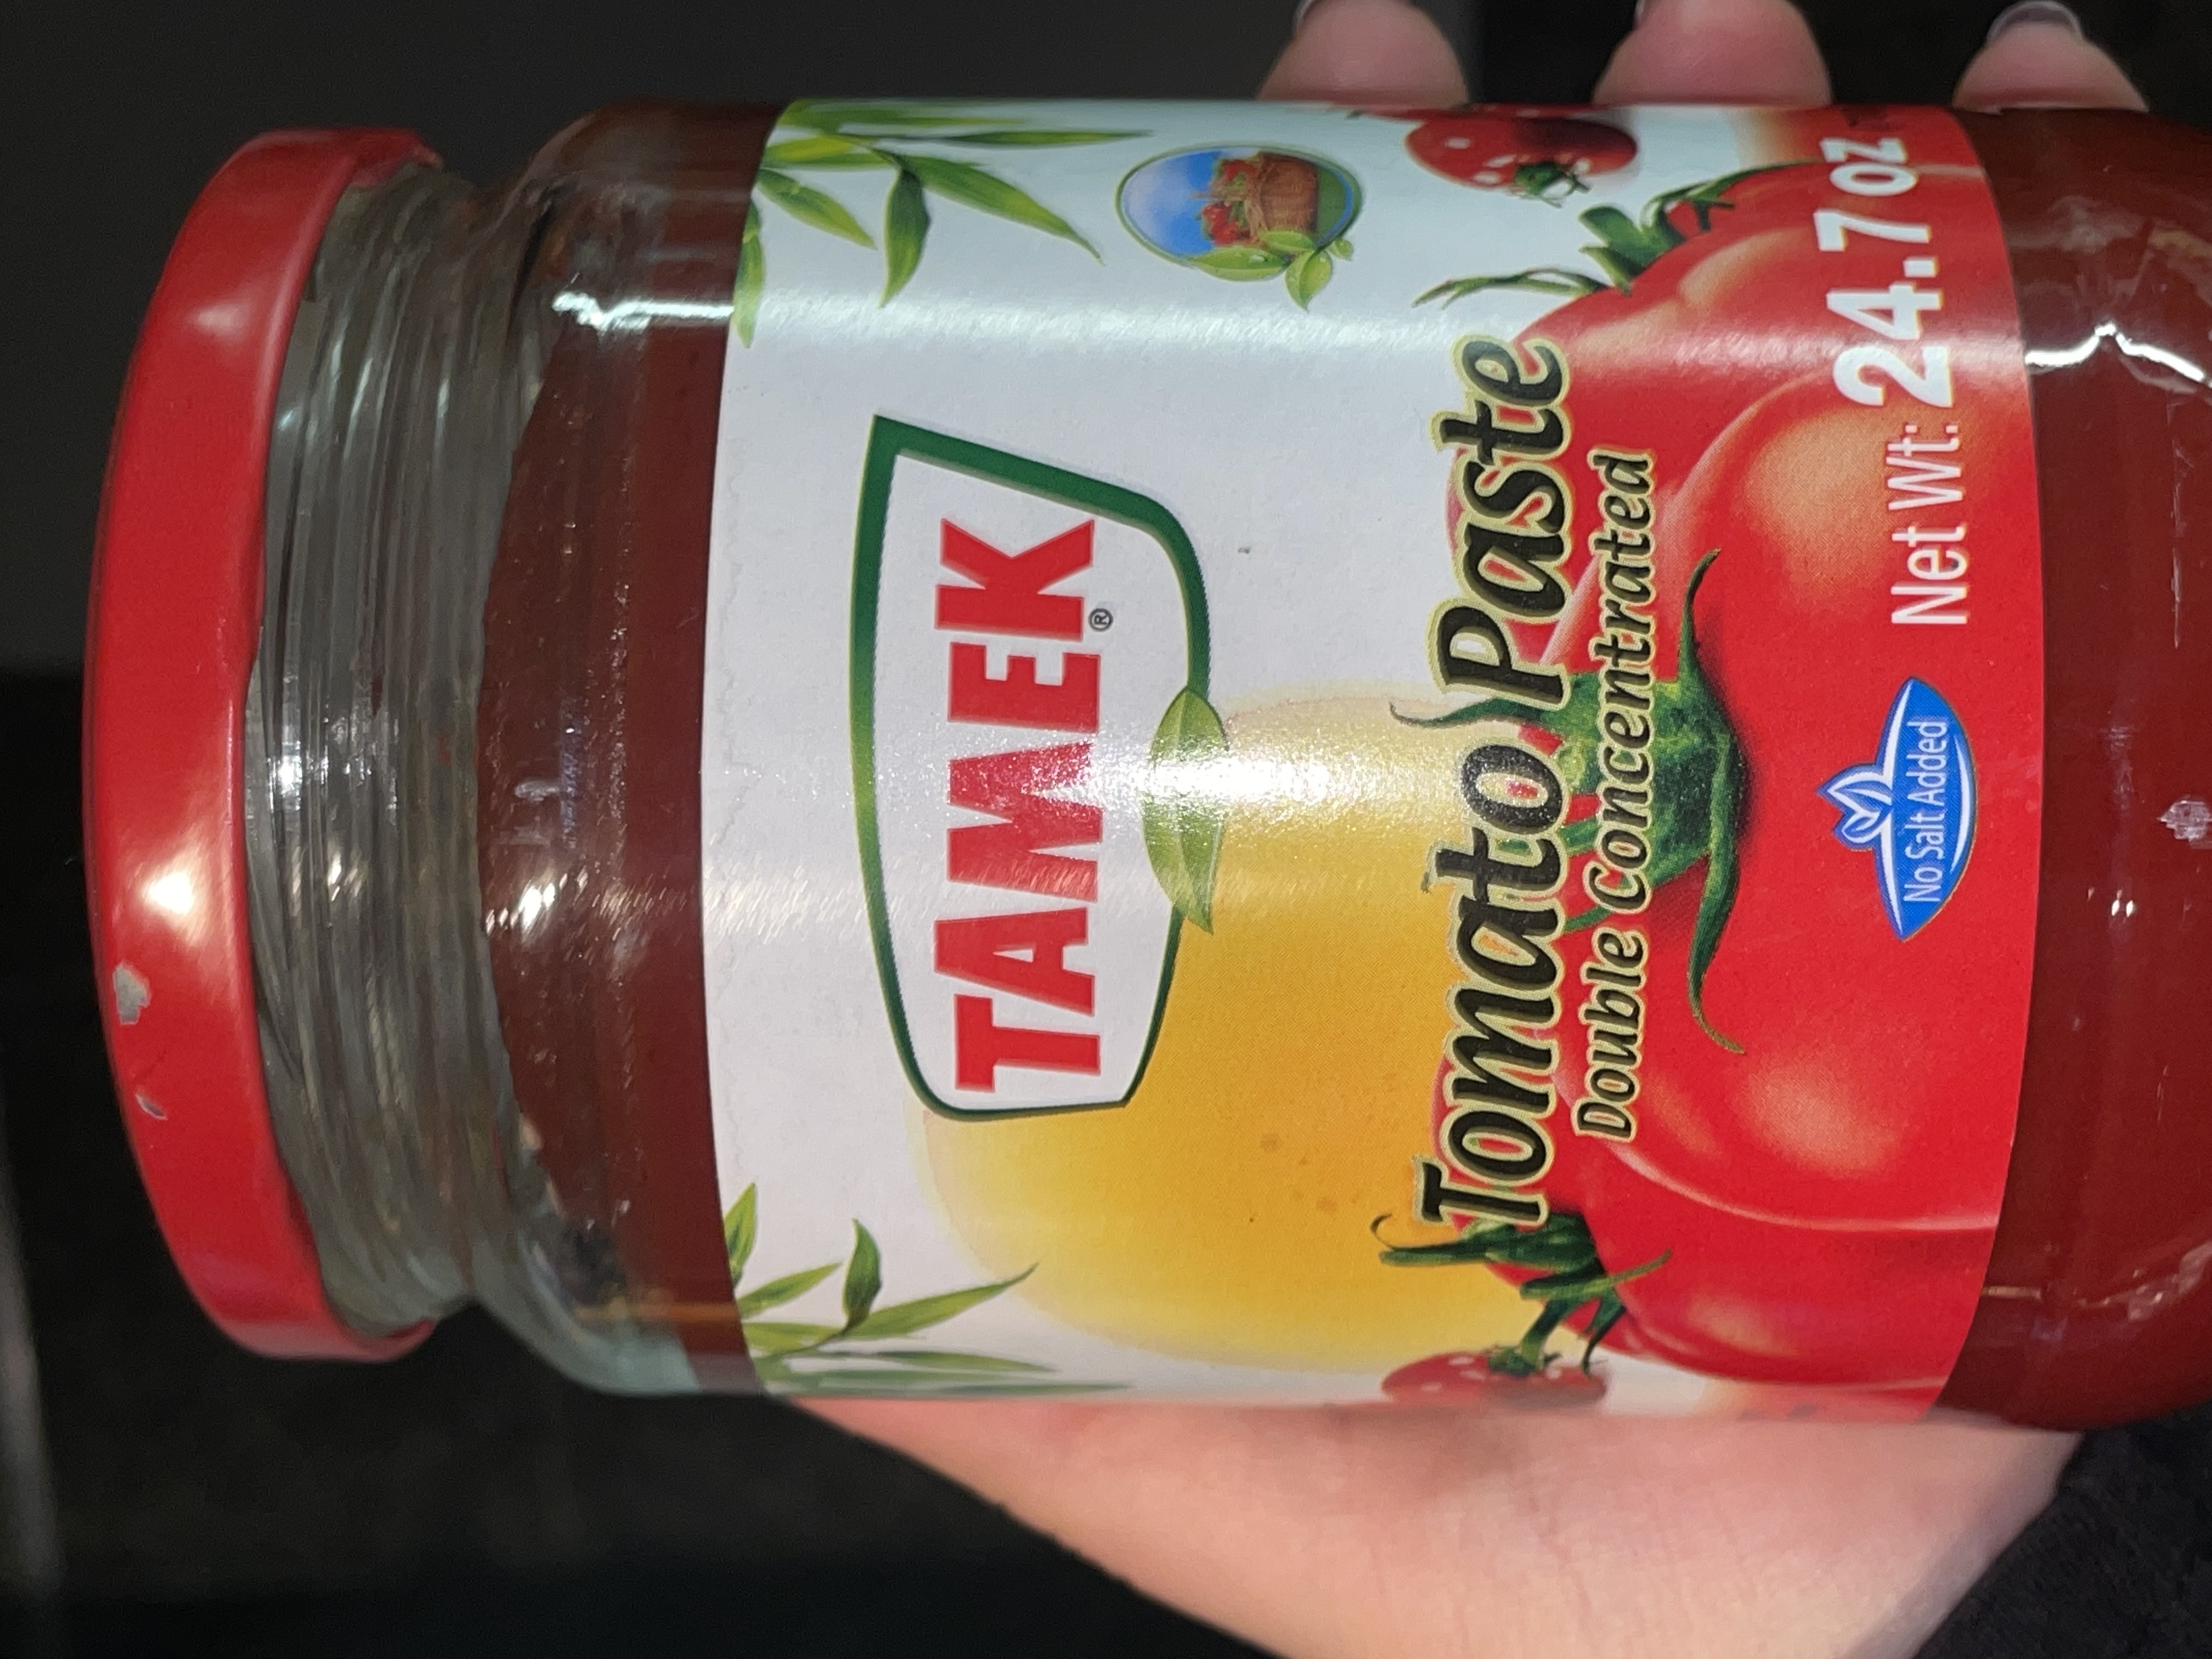 TAMEK®
Tomato Paste
Double Concentrated
No Salt Added
Net Wt: 24.7 oz